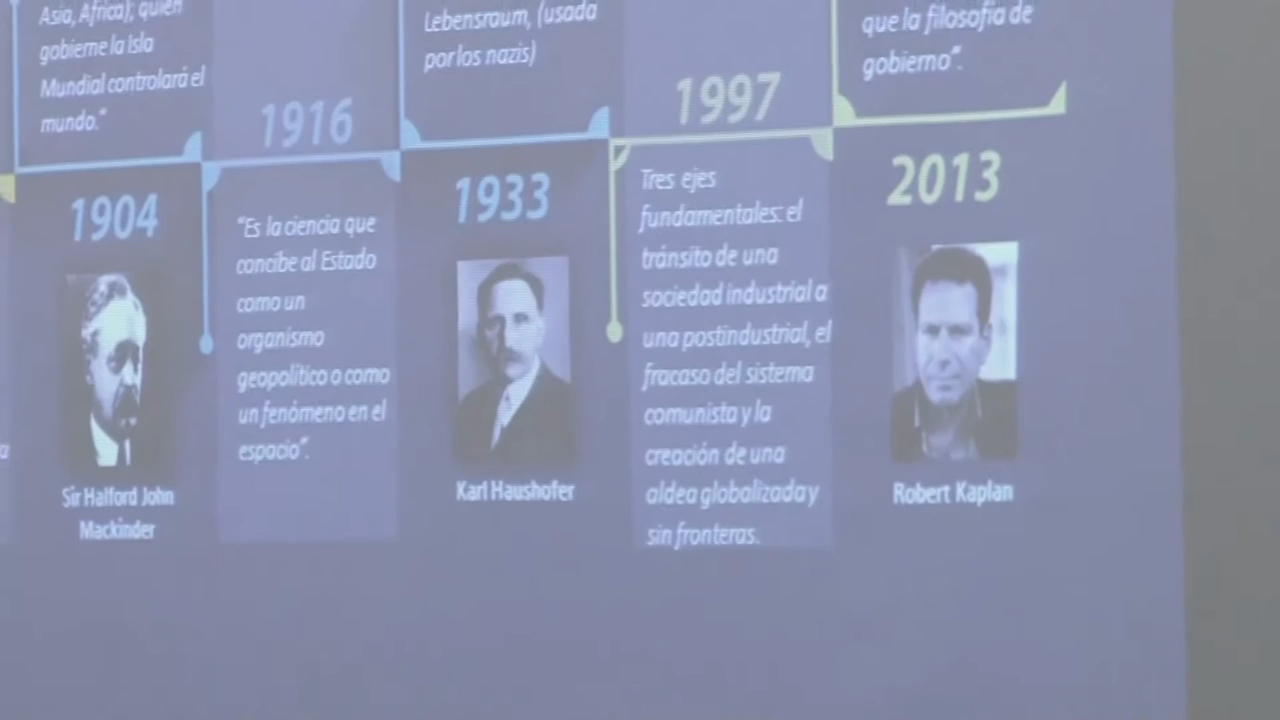 Asia, África); quien
gobierne la Isla
Mundial controlará el
mundo."
1904
Sir Halford John
Mackinder
1916
"Es la ciencia que
concibe al Estado
como un
organismo
geopolítico o como
un fenómeno en el
espacio".
Lebensraum, (usada
por los nazis)
1933
Karl Haushofer
1997
Tres ejes
fundamentales: el
tránsito de una
sociedad industrial a
una postindustrial, el
fracaso del sistema
comunista y la
creación de una
aldea globalizada y
sin fronteras.
que la filosofía de
gobierno".
2013
Robert Kaplan